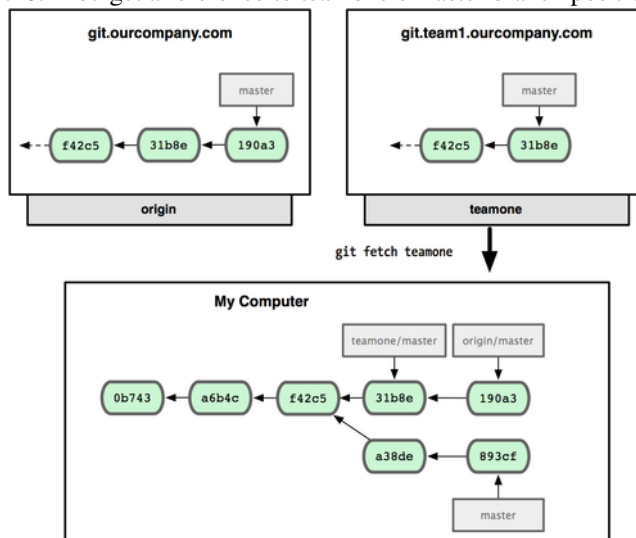 git.ourcompany.com
master
f42c5 31b8e 190a3
origin
git.team1.ourcompany.com
master
f42c5 31b8e
teamone
git fetch teamone
My Computer
teamone/master origin/master
0b743 a6b4c f42c5 31b8e 190a3
a38de 893cf
master